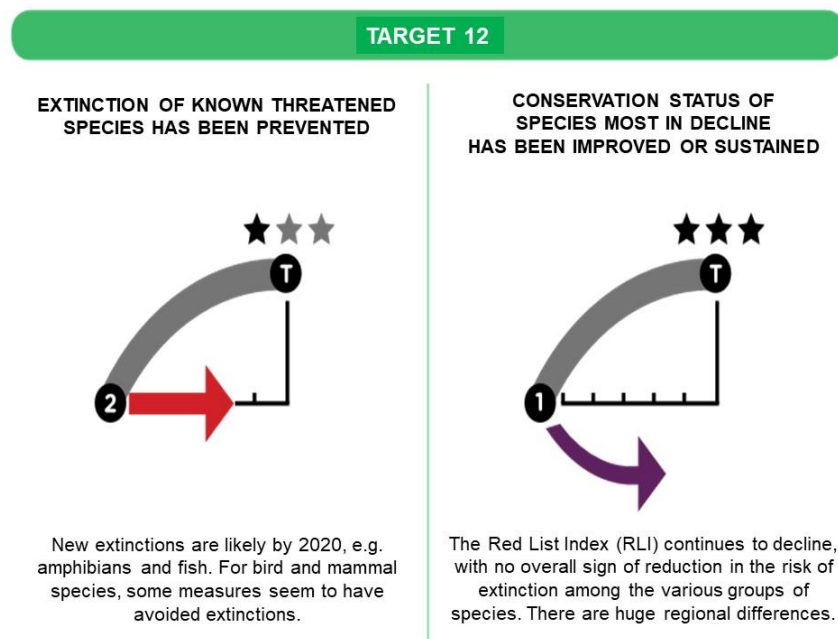 TARGET 12
EXTINCTION OF KNOWN THREATENED
SPECIES HAS BEEN PREVENTED
T
2
New extinctions are likely by 2020, e.g.
amphibians and fish. For bird and mammal
species, some measures seem to have
avoided extinctions.
CONSERVATION STATUS OF
SPECIES MOST IN DECLINE
HAS BEEN IMPROVED OR SUSTAINED
T
1
The Red List Index (RLI) continues to decline,
with no overall sign of reduction in the risk of
extinction among the various groups of
species. There are huge regional differences.